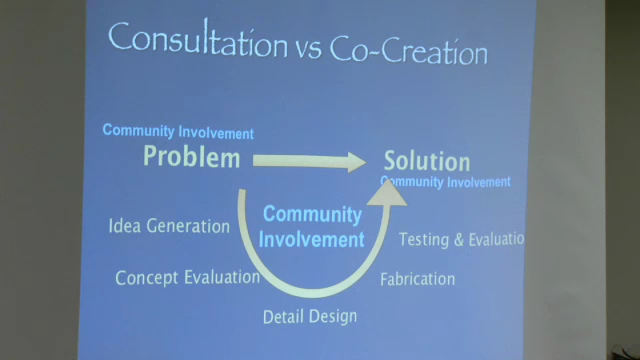 Consultation vs Co-Creation
Community Involvement
Problem
Solution
Community Involvement
Community
Involvement
Idea Generation
Testing & Evaluatio
Concept Evaluation
Fabrication
Detail Design